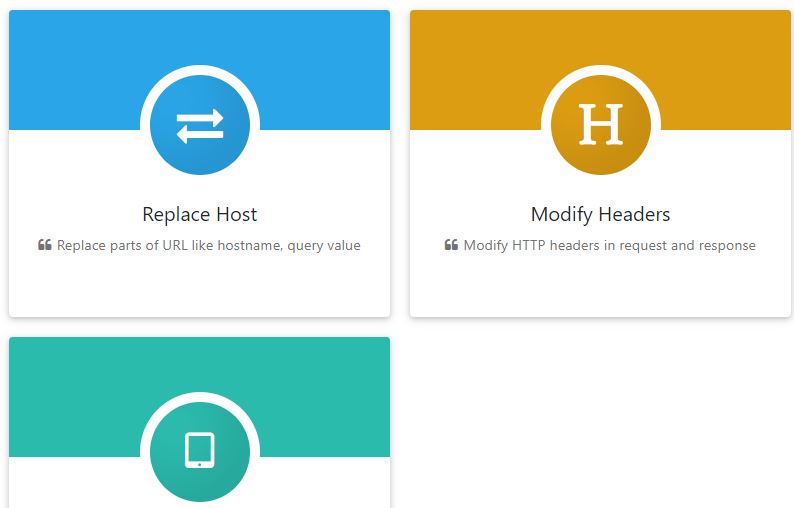 Replace Host
Replace parts of URL like hostname, query value
H
Modify Headers
Modify HTTP headers in request and response